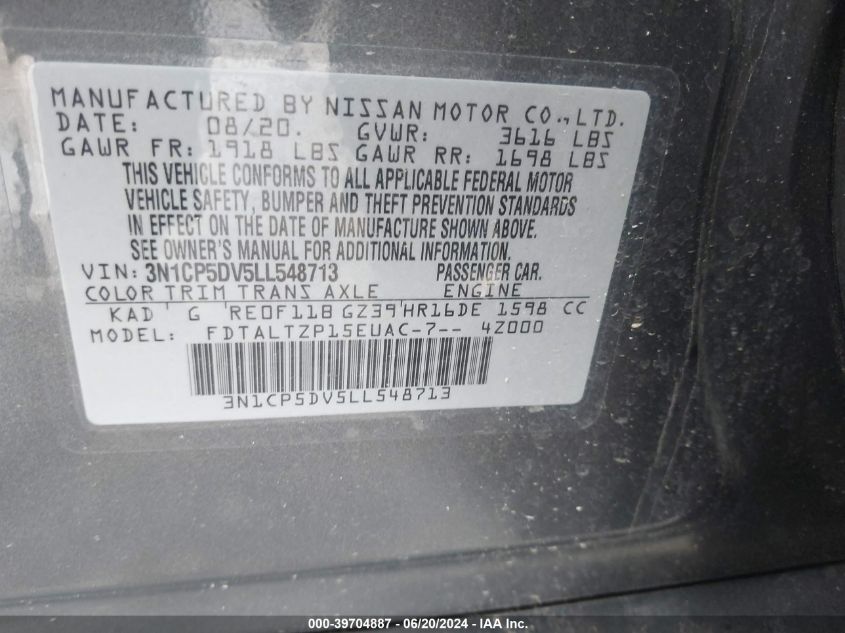 MANUFACTURED BY NISSAN MOTOR CO., LTD.
DATE: 08/20. GVWR: 3616 LBS
GAWR FR: 1918 LBS GAWR RR: 1698 LBS
THIS VEHICLE CONFORMS TO ALL APPLICABLE FEDERAL MOTOR
VEHICLE SAFETY, BUMPER AND THEFT PREVENTION STANDARDS
IN EFFECT ON THE DATE OF MANUFACTURE SHOWN ABOVE.
SEE OWNER'S MANUAL FOR ADDITIONAL INFORMATION.
VIN: 3N1CP5DV5LL548713 PASSENGER CAR.
COLOR TRIM TRANS AXLE ENGINE
KAD G RE0F11B GZ39 HR16DE 1598 CC
MODEL: FDTALTZP15EUAC-7-- 4Z000
3N1CP5DV5LL548713
000-39704887 - 06/20/2024 - IAA Inc.